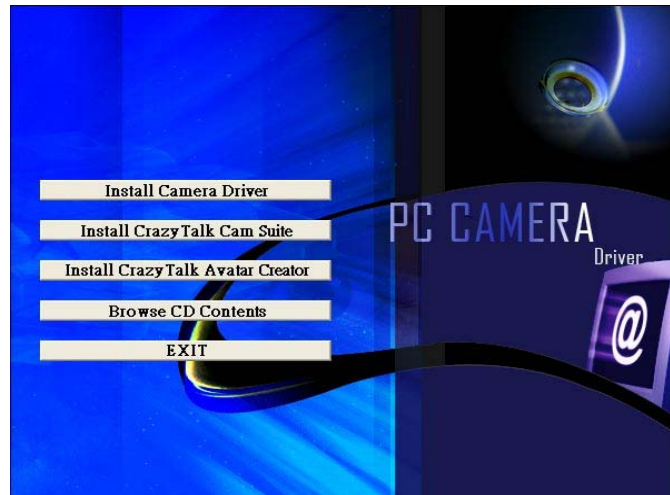 Install Camera Driver
Install CrazyTalk Cam Suite
Install CrazyTalk Avatar Creator
Browse CD Contents
EXIT
PC CAMERA
Driver
@